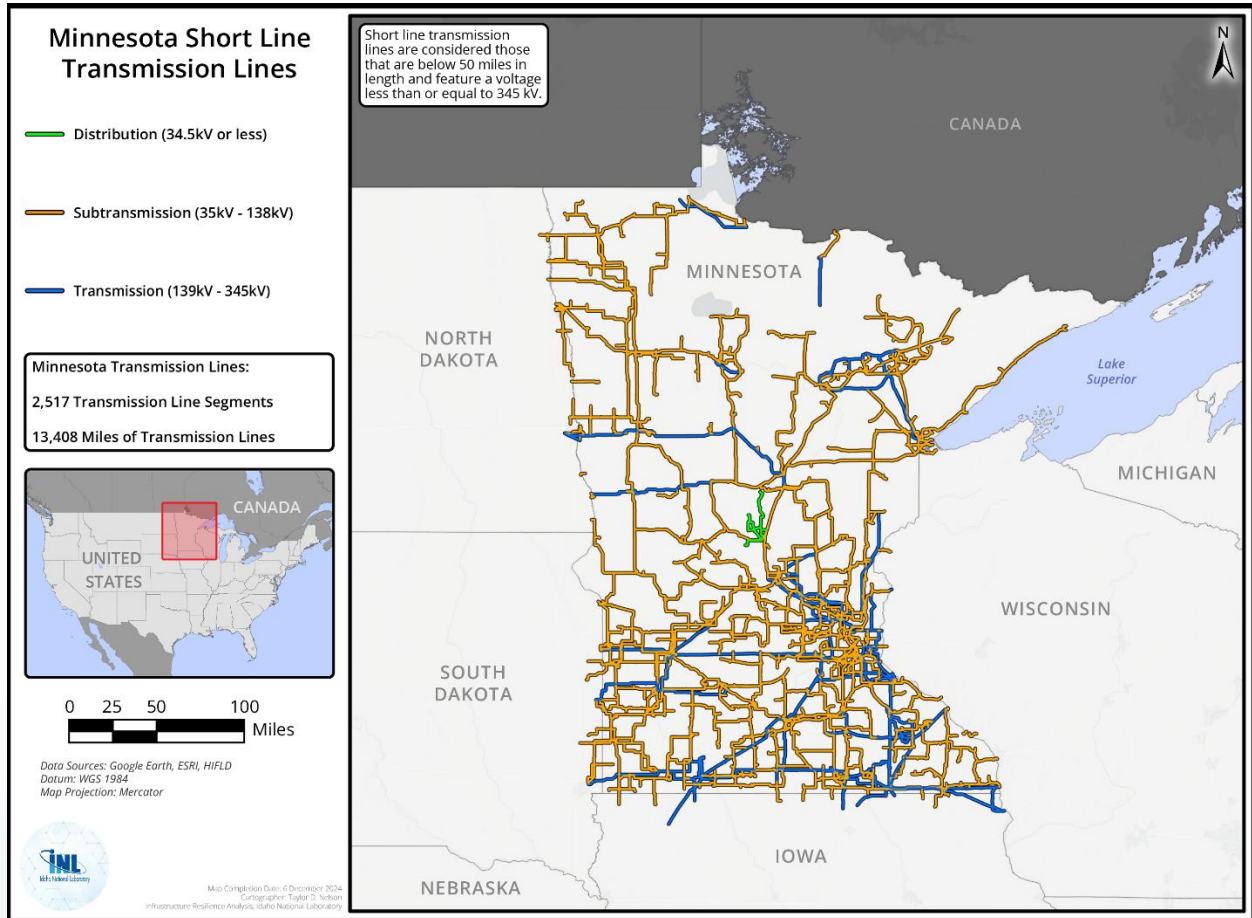 Minnesota Short Line
Transmission Lines
Distribution (34.5kV or less)
Subtransmission (35kV - 138kV)
Transmission (139kV - 345kV)
Minnesota Transmission Lines:
2,517 Transmission Line Segments
13,408 Miles of Transmission Lines
CANADA
UNITED
STATES
0 25 50 100
Miles
Data Sources: Google Earth, ESRI, HIFLD
Datum: WGS 1984
Map Projection: Mercator
INL
Idaho National Laboratory
Map Completion Date: 6 December 2024
Cartographer: Taylor D. Nelson
Infrastructure Resilience Analysis, Idaho National Laboratory
Short line transmission
lines are considered those
that are below 50 miles in
length and feature a voltage
less than or equal to 345 kV.
N
CANADA
MINNESOTA
NORTH
DAKOTA
Lake
Superior
MICHIGAN
WISCONSIN
SOUTH
DAKOTA
IOWA
NEBRASKA